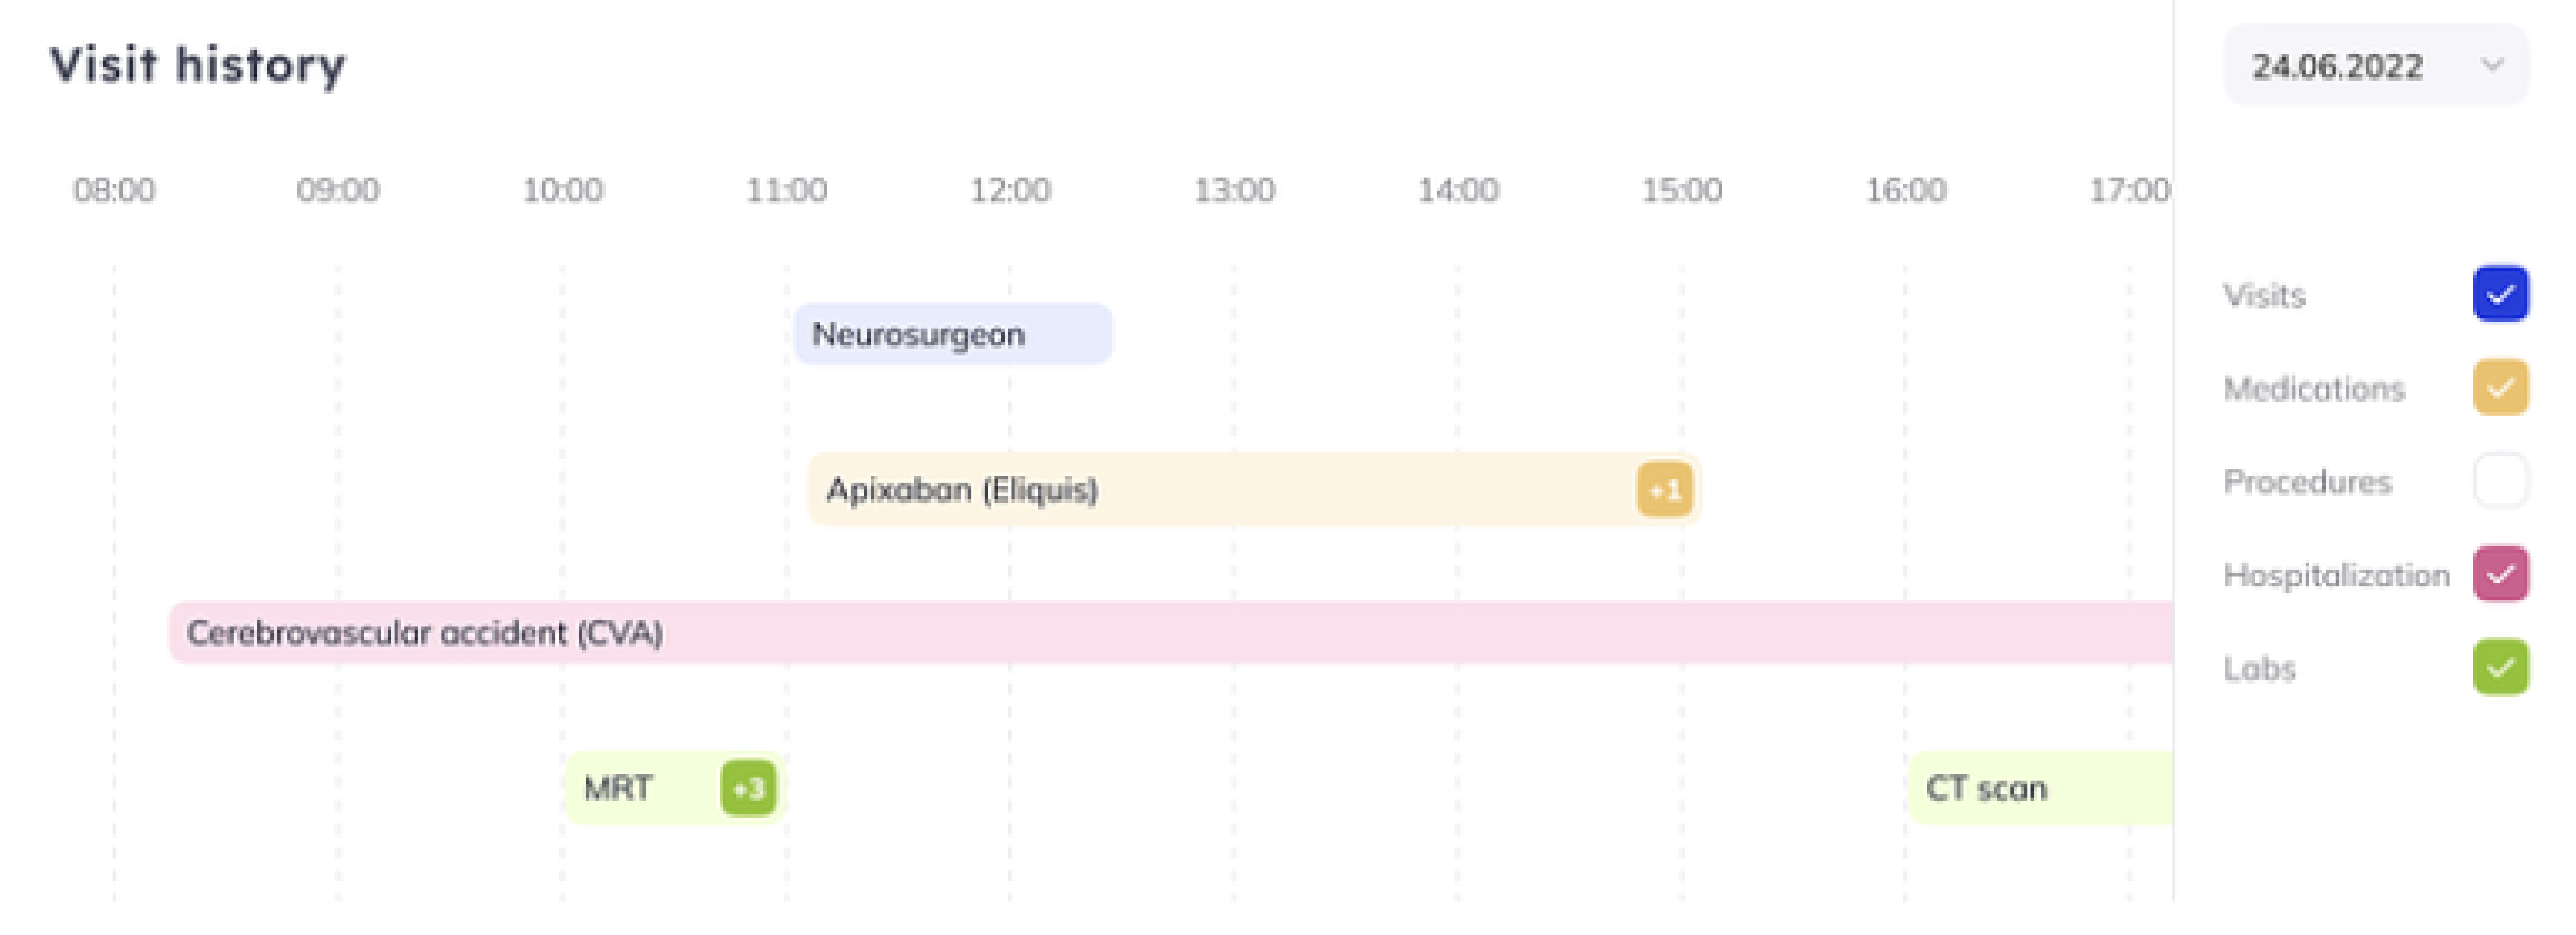 Visit history
24.06.2022
08:00 09:00 10:00 11:00 12:00 13:00 14:00 15:00 16:00 17:00
Visits
Neurosurgeon
Medications
Apixaban (Eliquis) +1
Procedures
Hospitalization
Cerebrovascular accident (CVA)
Labs
MRT +3
CT scan